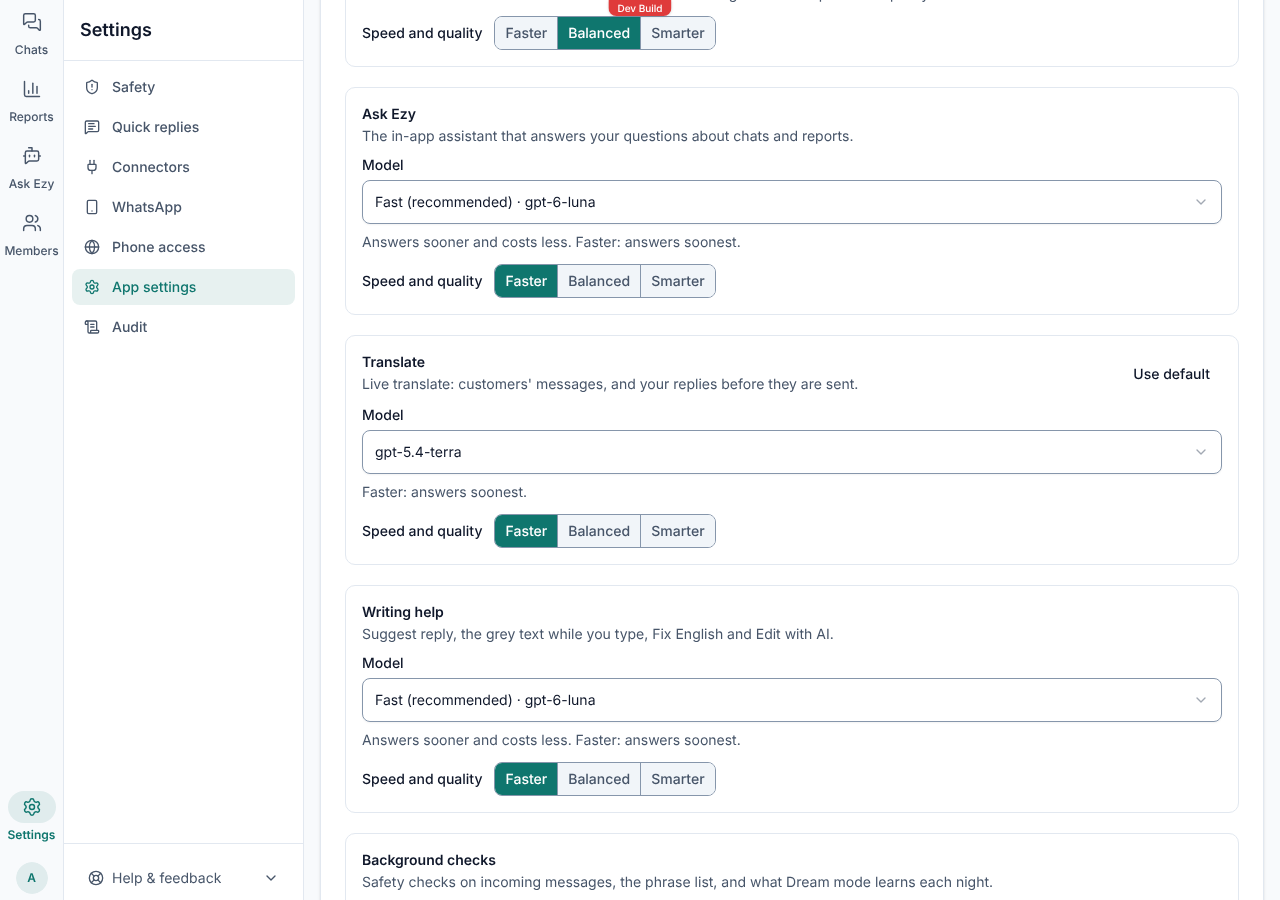 Chats
Reports
Ask Ezy
Members
Settings
A
Settings
Safety
Quick replies
Connectors
WhatsApp
Phone access
App settings
Audit
Help & feedback
Dev Build
Speed and quality Faster Balanced Smarter
Ask Ezy
The in-app assistant that answers your questions about chats and reports.
Model
Fast (recommended) · gpt-6-luna
Answers sooner and costs less. Faster: answers soonest.
Speed and quality Faster Balanced Smarter
Translate
Live translate: customers' messages, and your replies before they are sent.
Use default
Model
gpt-5.4-terra
Faster: answers soonest.
Speed and quality Faster Balanced Smarter
Writing help
Suggest reply, the grey text while you type, Fix English and Edit with AI.
Model
Fast (recommended) · gpt-6-luna
Answers sooner and costs less. Faster: answers soonest.
Speed and quality Faster Balanced Smarter
Background checks
Safety checks on incoming messages, the phrase list, and what Dream mode learns each night.